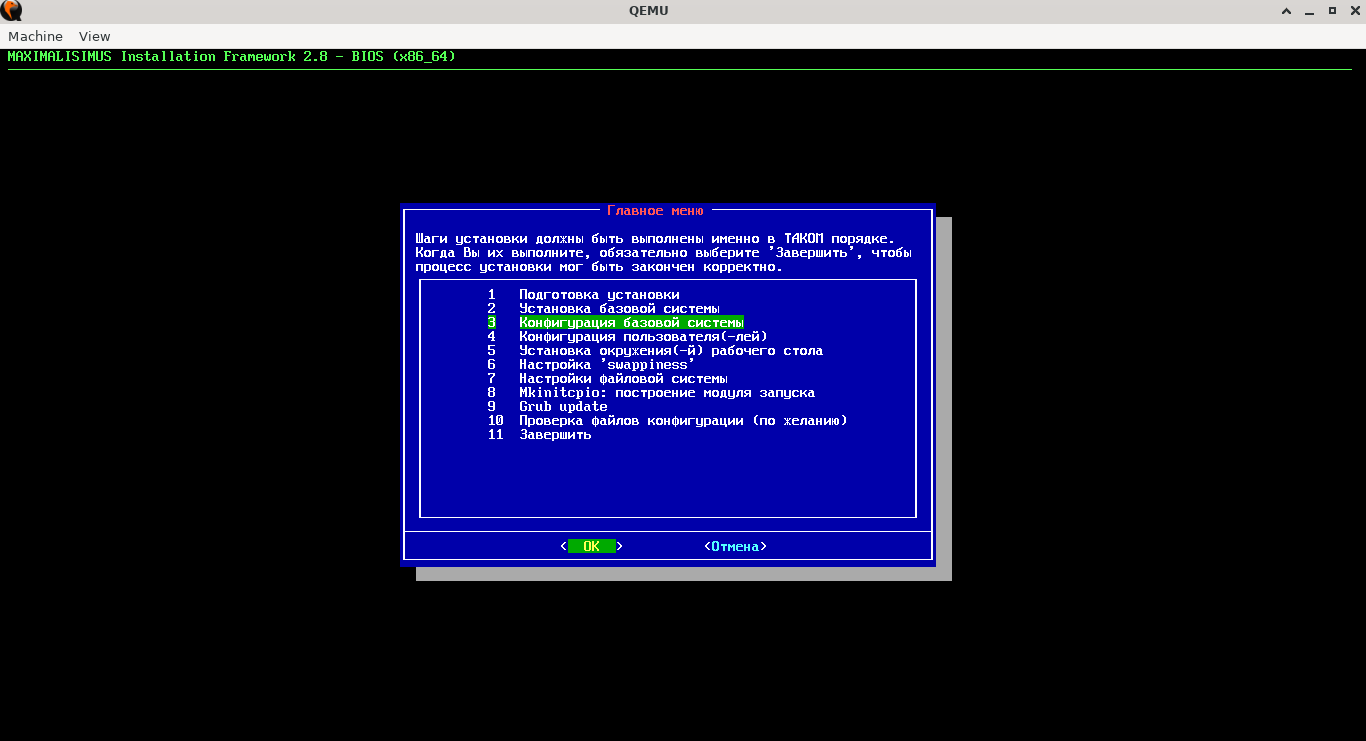 QEMU
Machine View
MAXIMALISIMUS Installation Framework 2.8 - BIOS (x86_64)
Главное меню
Шаги установки должны быть выполнены именно в ТАКОМ порядке.
Когда Вы их выполните, обязательно выберите 'Завершить', чтобы
процесс установки мог быть закончен корректно.
1 Подготовка установки
2 Установка базовой системы
3 Конфигурация базовой системы
4 Конфигурация пользователя(-лей)
5 Установка окружения(-й) рабочего стола
6 Настройка 'swappiness'
7 Настройки файловой системы
8 Mkinitcpio: построение модуля запуска
9 Grub update
10 Проверка файлов конфигурации (по желанию)
11 Завершить
< OK > <Отмена>